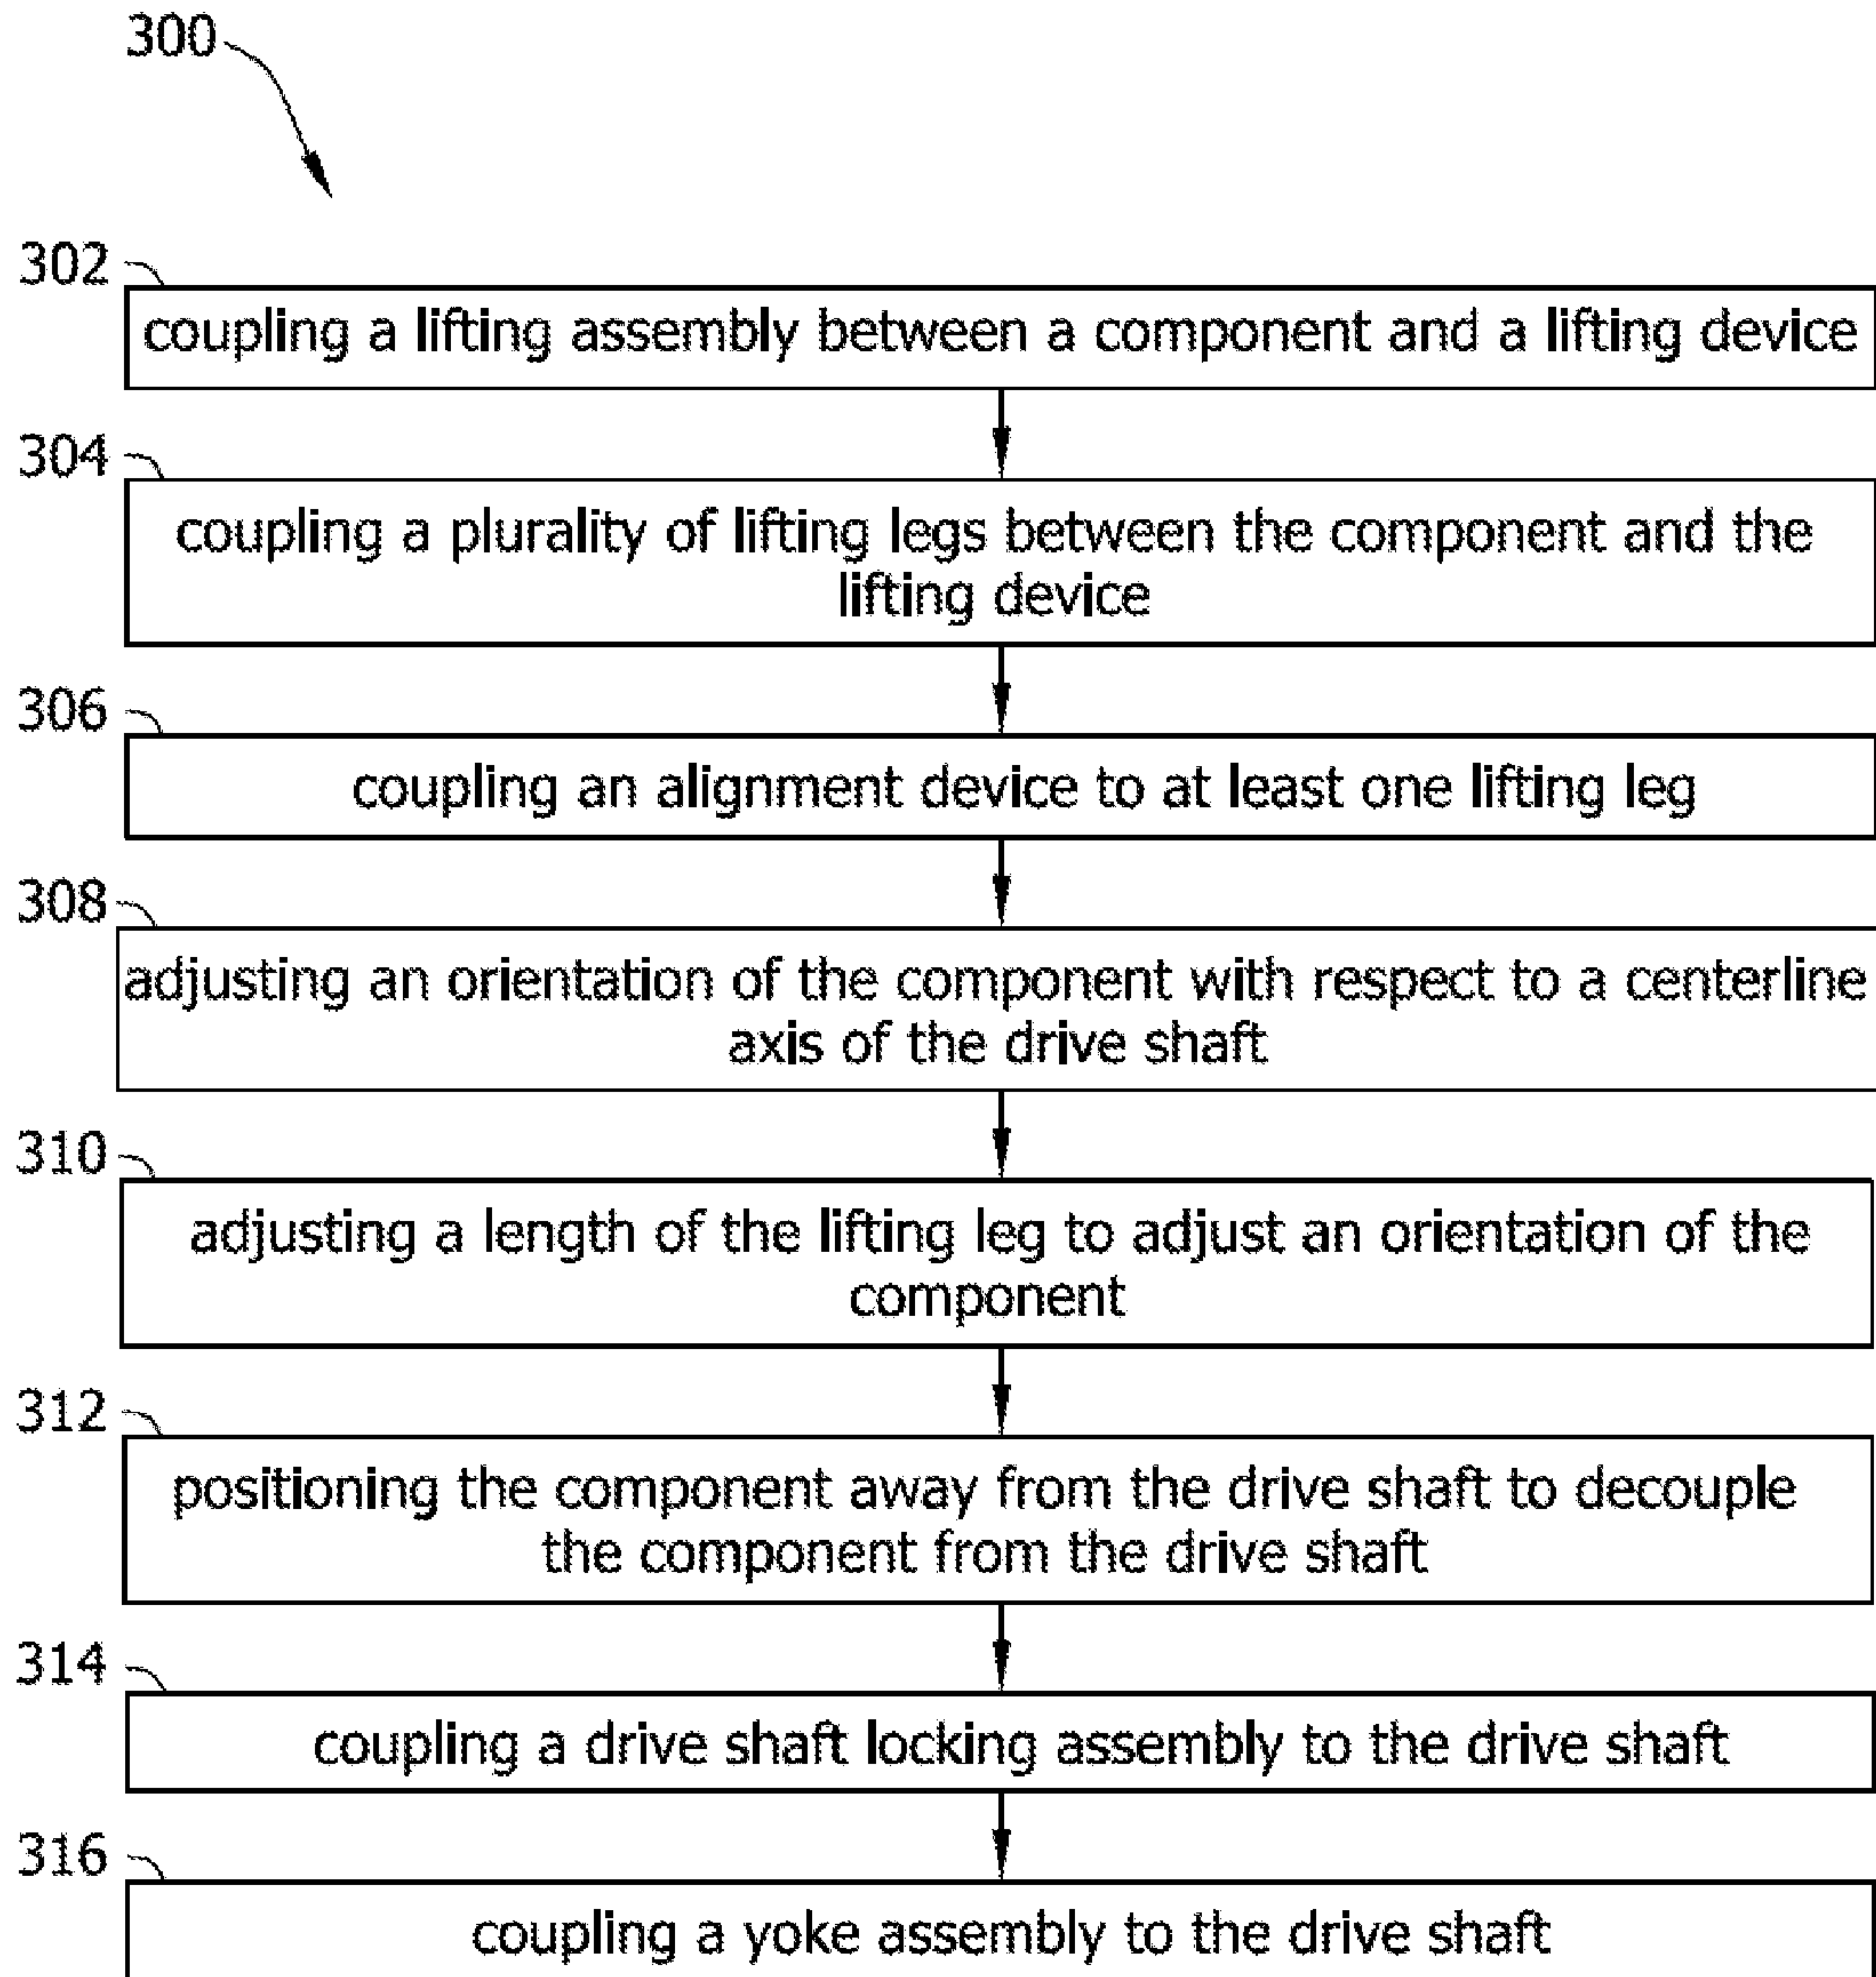 300
302
coupling a lifting assembly between a component and a lifting device
304
coupling a plurality of lifting legs between the component and the
lifting device
306
coupling an alignment device to at least one lifting leg
308
adjusting an orientation of the component with respect to a centerline
axis of the drive shaft
310
adjusting a length of the lifting leg to adjust an orientation of the
component
312
positioning the component away from the drive shaft to decouple
the component from the drive shaft
314
coupling a drive shaft locking assembly to the drive shaft
316
coupling a yoke assembly to the drive shaft